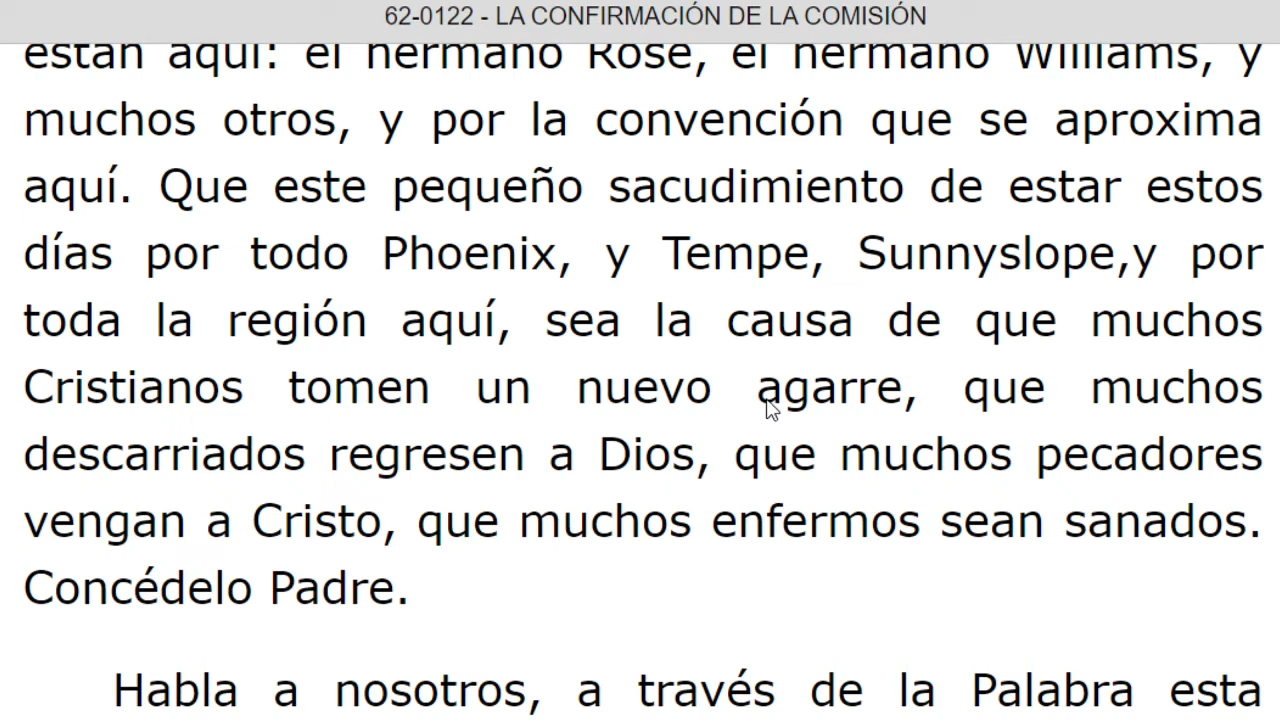 62-0122 - LA CONFIRMACIÓN DE LA COMISIÓN
están aquí: el hermano Rose, el hermano Williams, y
muchos otros, y por la convención que se aproxima
aquí. Que este pequeño sacudimiento de estar estos
días por todo Phoenix, y Tempe, Sunnyslope,y por
toda la región aquí, sea la causa de que muchos
Cristianos tomen un nuevo agarre, que muchos
descarriados regresen a Dios, que muchos pecadores
vengan a Cristo, que muchos enfermos sean sanados.
Concédelo Padre.
Habla a nosotros, a través de la Palabra esta